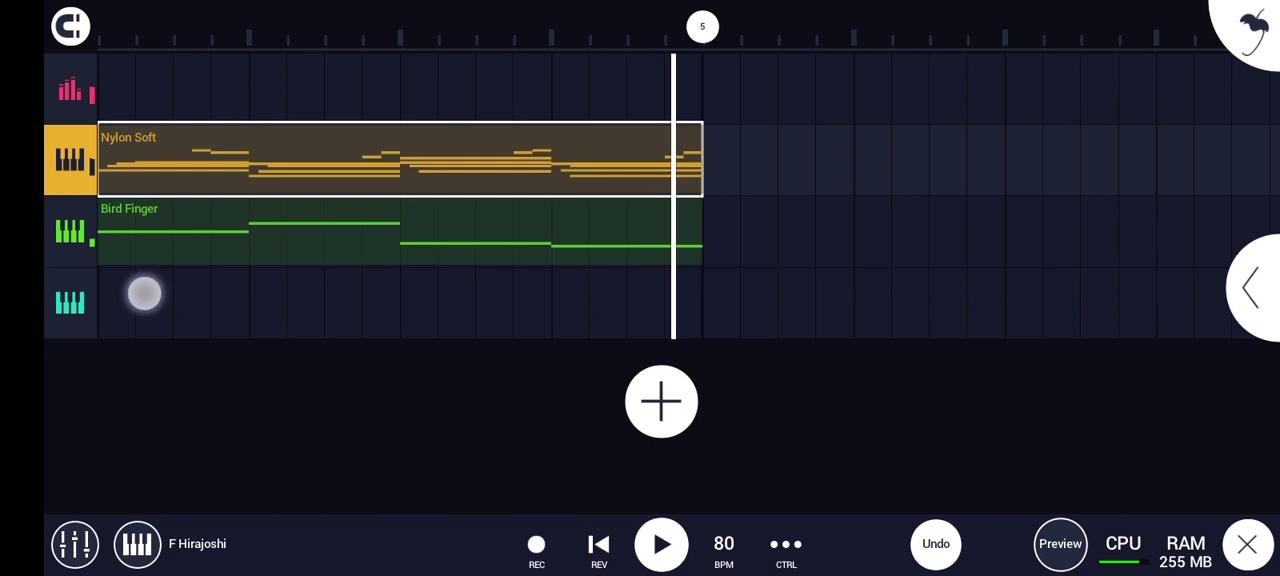 5
Nylon Soft
Bird Finger
F Hirajoshi
REC
REV
80
BPM
CTRL
Undo
Preview
CPU
RAM
255 MB